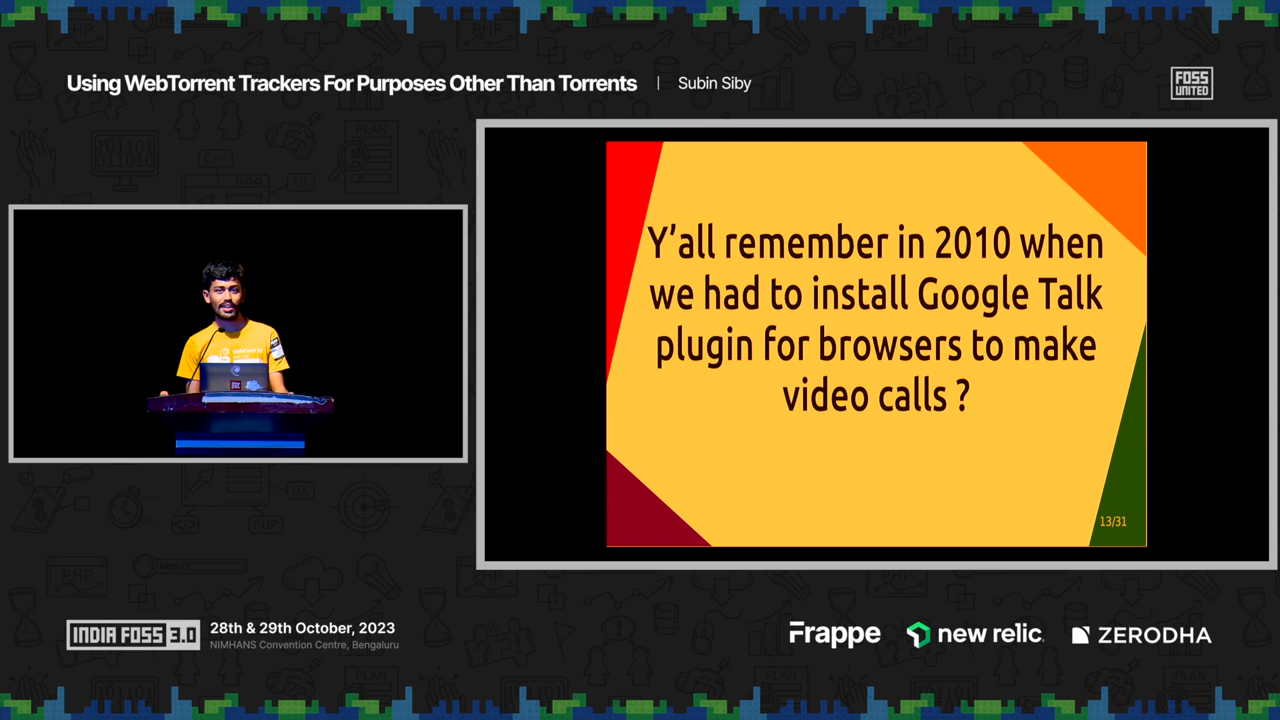 Using WebTorrent Trackers For Purposes Other Than Torrents | Subin Siby
FOSS
UNITED
Y'all remember in 2010 when
we had to install Google Talk
plugin for browsers to make
video calls ?
13/31
INDIA FOSS 3.0
28th & 29th October, 2023
NIMHANS Convention Centre, Bengaluru
Frappe
new relic
ZERODHA